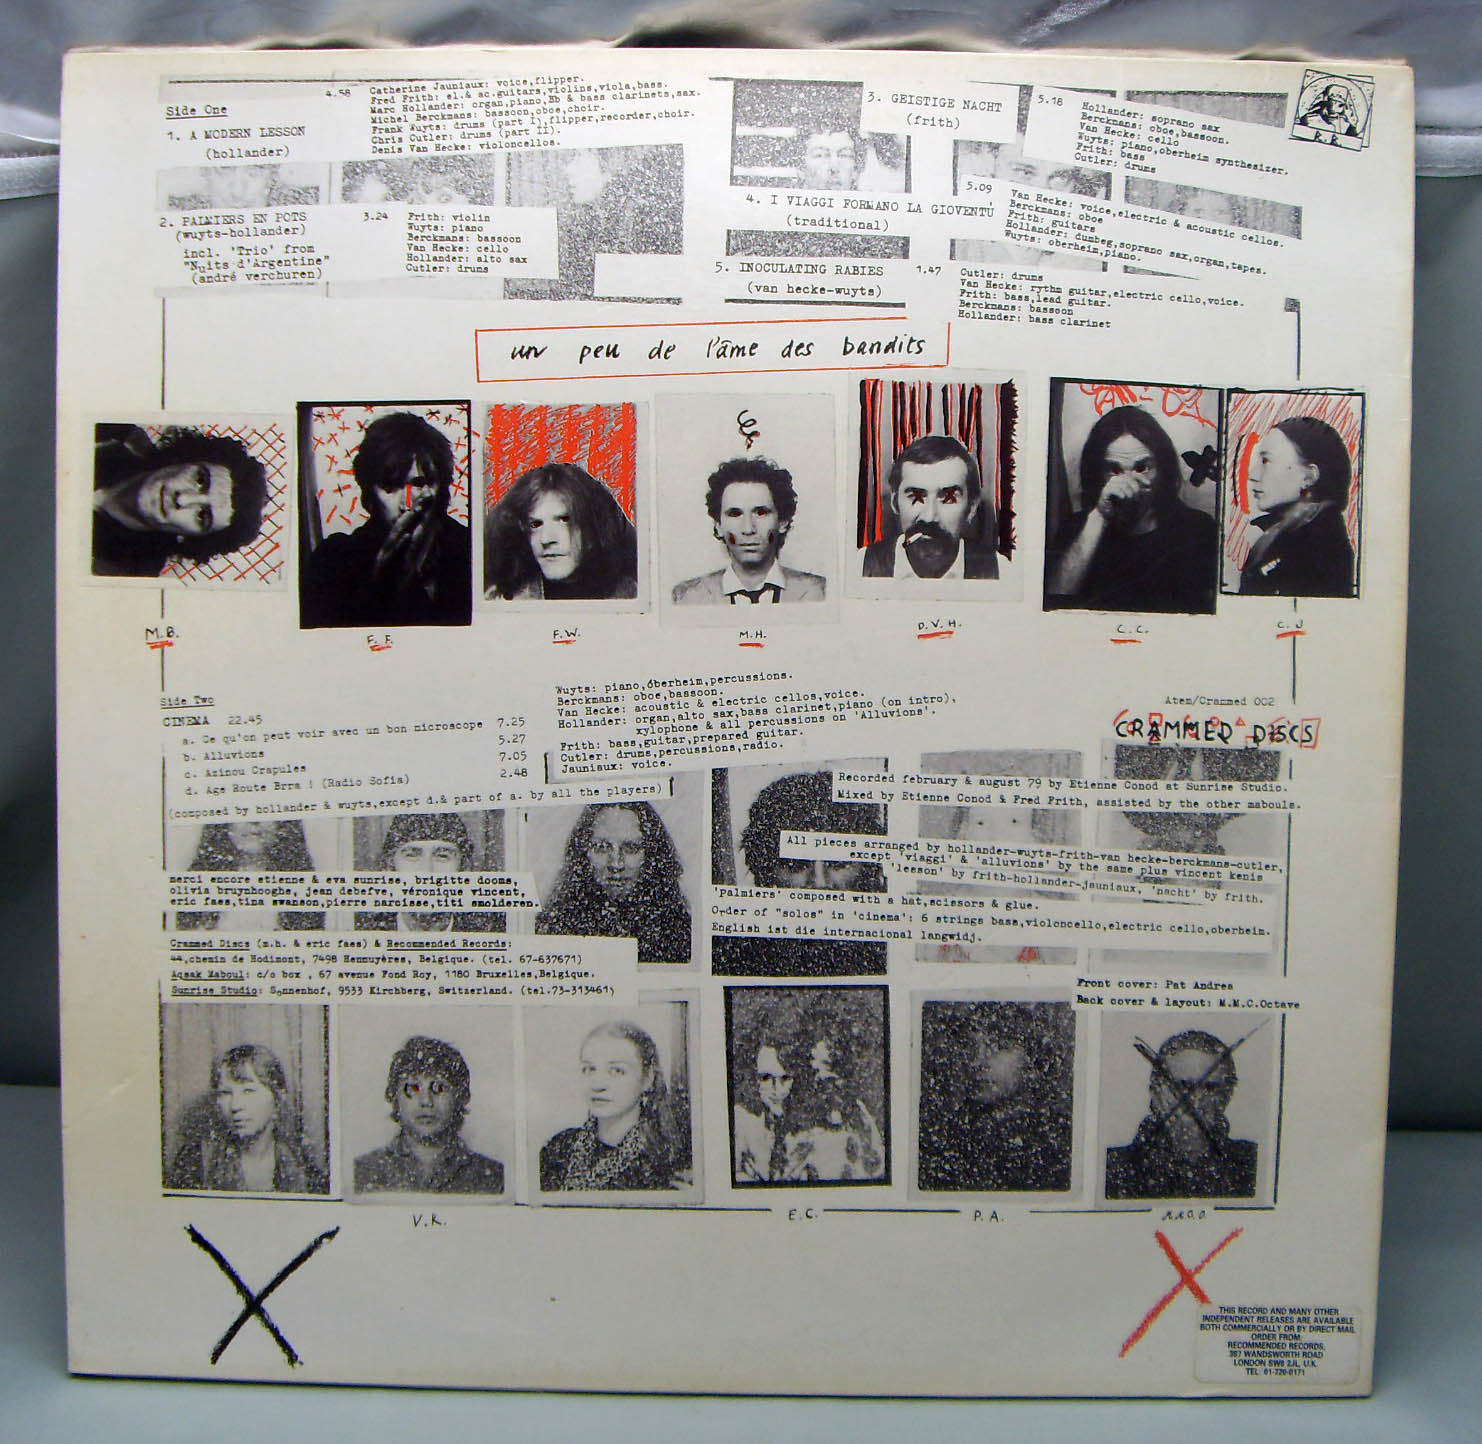 Side One
1. A MODERN LESSON
(hollander)
4.58
Catherine Jauniaux: voice,flipper.
Fred Frith: el.& ac.guitars,violins,viola,bass.
Marc Hollander: organ,piano,Bb & bass clarinets,sax.
Michel Berckmans: bassoon,oboe,choir.
Frank Wuyts: drums (part I),flipper,recorder,choir.
Chris Cutler: drums (part II).
Denis Van Hecke: violoncellos.
2. PALMIERS EN POTS
(wuyts-hollander)
incl. 'Trio' from
"Nuits d'Argentine"
(andré verchuren)
3.24
Frith: violin
Wuyts: piano
Berckmans: bassoon
Van Hecke: cello
Hollander: alto sax
Cutler: drums
3. GEISTIGE NACHT
(frith)
5.18
Hollander: soprano sax
Berckmans: oboe,bassoon.
Van Hecke: cello
Wuyts: piano,oberheim synthesizer.
Frith: bass
Cutler: drums
R.R.
4. I VIAGGI FORMANO LA GIOVENTÚ
(traditional)
5.09
Van Hecke: voice,electric & acoustic cellos.
Berckmans: oboe
Frith: guitars
Hollander: dumbeg,soprano sax,organ,tapes.
Wuyts: oberheim,piano.
5. INOCULATING RABIES
(van hecke-wuyts)
1.47
Cutler: drums
Van Hecke: rythm guitar,electric cello,voice.
Frith: bass,lead guitar.
Berckmans: bassoon
Hollander: bass clarinet
un peu de l'âme des bandits
M.B.
F.F.
F.W.
M.H.
D.V.H.
C.C.
C.J
Side Two
CINEMA 22.45
a. Ce qu'on peut voir avec un bon microscope 7.25
b. Alluvions 5.27
c. Azinou Crapules 7.05
d. Age Route Brra ! (Radio Sofia) 2.48
(composed by hollander & wuyts,except d.& part of a. by all the players)
Wuyts: piano,oberheim,percussions.
Berckmans: oboe,bassoon.
Van Hecke: acoustic & electric cellos,voice.
Hollander: organ,alto sax,bass clarinet,piano (on intro),
xylophone & all percussions on 'Alluvions'.
Frith: bass,guitar,prepared guitar.
Cutler: drums,percussions,radio.
Jauniaux: voice.
Atem/Crammed 002
CRAMMED DISCS
Recorded february & august 79 by Etienne Conod at Sunrise Studio.
Mixed by Etienne Conod & Fred Frith, assisted by the other mabouls.
All pieces arranged by hollander-wuyts-frith-van hecke-berckmans-cutler,
except 'viaggi' & 'alluvions' by the same plus vincent kenis
'lesson' by frith-hollander-jauniaux, 'nacht' by frith.
'Palmiers' composed with a hat,scissors & glue.
Order of "solos" in 'cinema': 6 strings bass,violoncello,electric cello,oberheim.
English ist die internacional langwidj.
merci encore etienne & eva sunrise, brigitte dooms,
olivia bruynhooghe, jean debefve, véronique vincent,
eric faes,tina swanson,pierre narcisse,titi smolderen.
Crammed Discs (m.h. & eric faes) & Recommended Records:
44,chemin de Hodimont, 7498 Hennuyères, Belgique. (tel. 67-637671)
Aqsak Maboul: c/o box , 67 avenue Fond Roy, 1180 Bruxelles,Belgique.
Sunrise Studio: Sonnenhof, 9533 Kirchberg, Switzerland. (tel.73-313461)
Front cover: Pat Andrea
Back cover & layout: M.M.C.Octave
V.K.
E.C.
P.A.
THIS RECORD AND MANY OTHER
INDEPENDENT RELEASES ARE AVAILABLE
BOTH COMMERCIALLY OR BY DIRECT MAIL
ORDER FROM.
RECOMMENDED RECORDS,
387 WANDSWORTH ROAD
LONDON SW8 2JL, U.K.
TEL: 01-720-0171